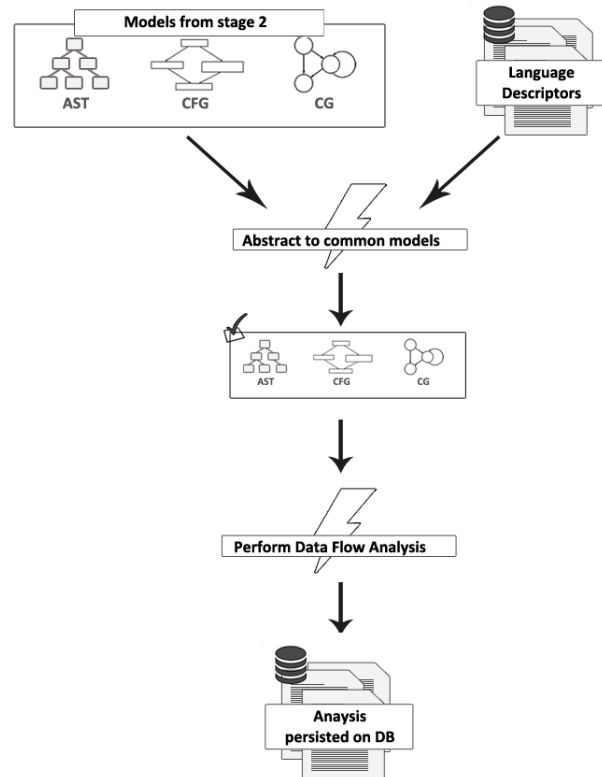 Models from stage 2
AST
CFG
CG
Language
Descriptors
Abstract to common models
AST
CFG
CG
Perform Data Flow Analysis
Anaysis
persisted on DB